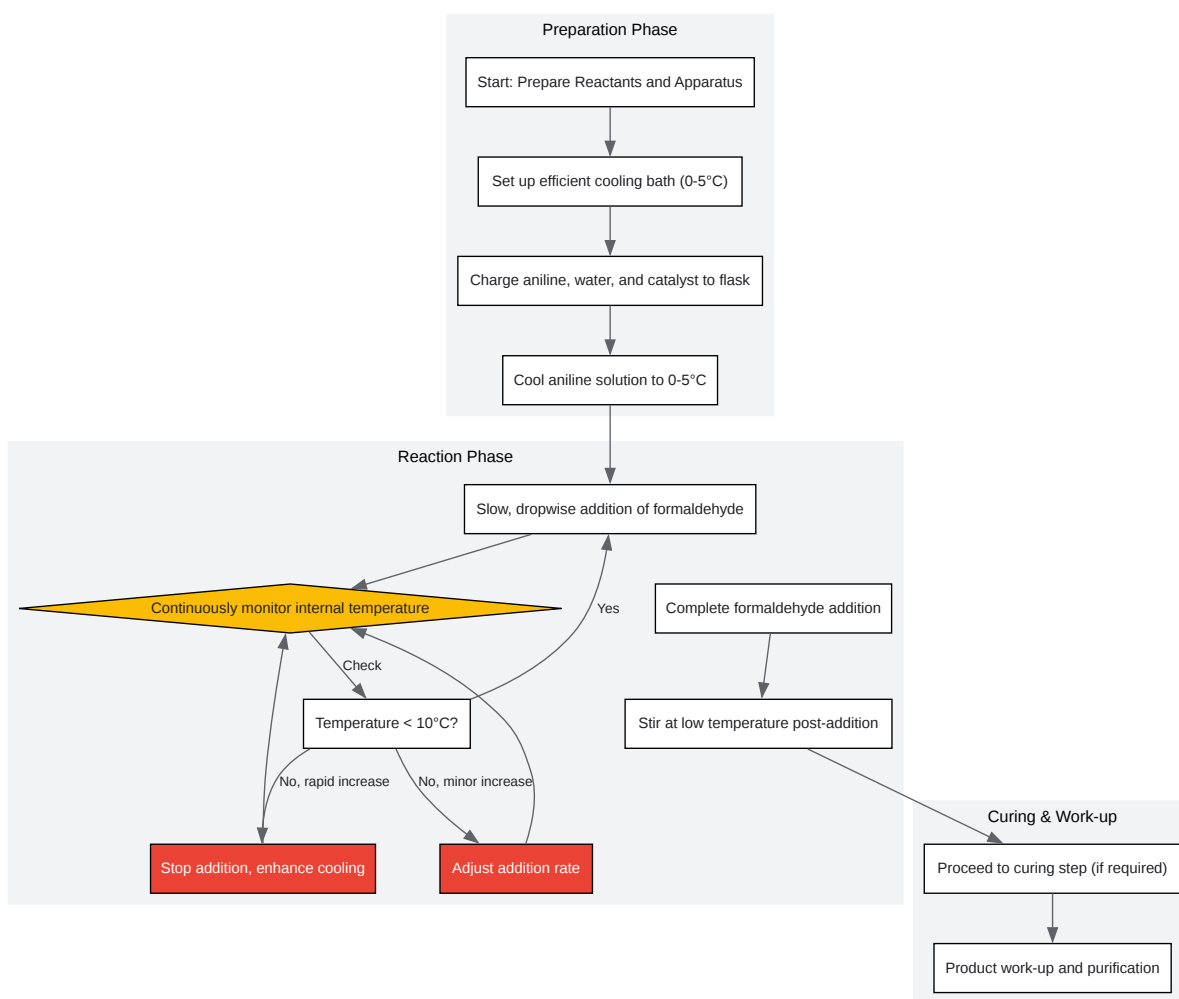 Preparation Phase
Start: Prepare Reactants and Apparatus
Set up efficient cooling bath (0-5°C)
Charge aniline, water, and catalyst to flask
Cool aniline solution to 0-5°C
Reaction Phase
Slow, dropwise addition of formaldehyde
Continuously monitor internal temperature
Yes
Complete formaldehyde addition
Check
Temperature < 10°C?
Stir at low temperature post-addition
No, rapid increase
No, minor increase
Stop addition, enhance cooling
Adjust addition rate
Curing & Work-up
Proceed to curing step (if required)
Product work-up and purification